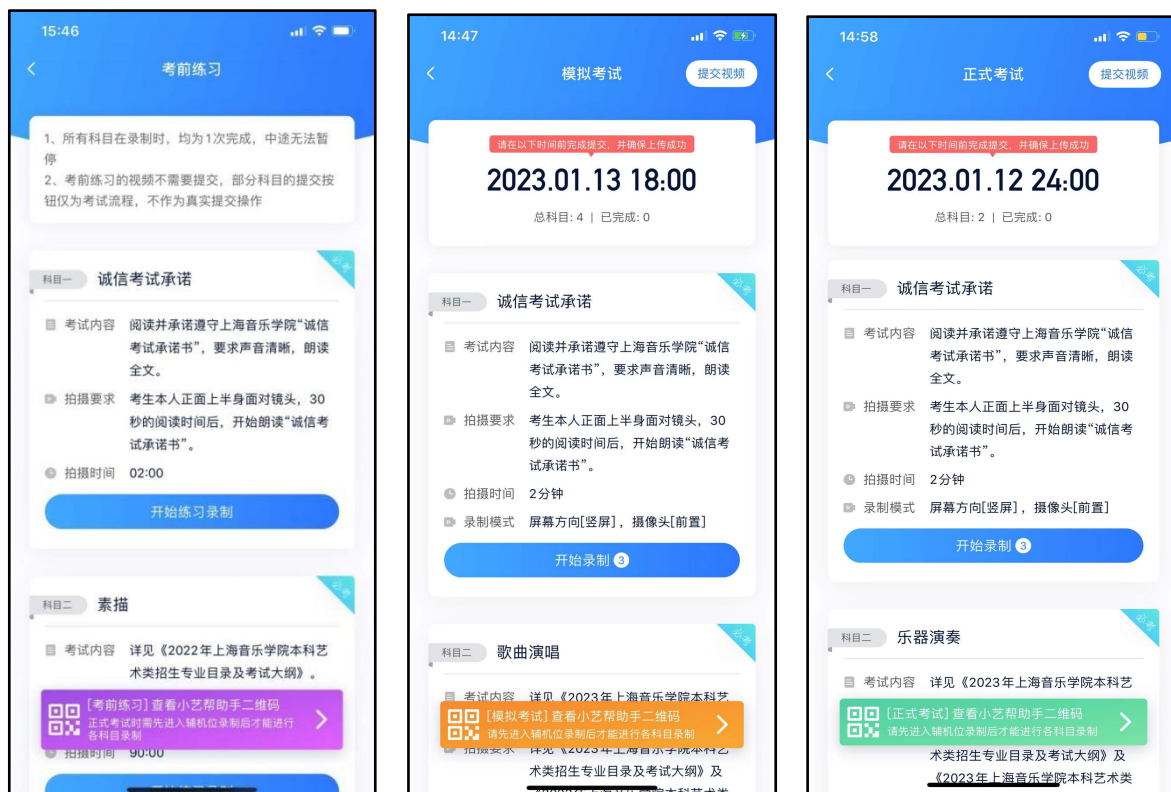 15:46
考前练习
1、所有科目在录制时，均为1次完成，中途无法暂
停
2、考前练习的视频不需要提交，部分科目的提交按
钮仅为考试流程，不作为真实提交操作
必考
科目一 诚信考试承诺
考试内容 阅读并承诺遵守上海音乐学院“诚信
考试承诺书”，要求声音清晰，朗读
全文。
拍摄要求 考生本人正面上半身面对镜头，30
秒的阅读时间后，开始朗读“诚信考
试承诺书”。
拍摄时间 02:00
开始练习录制
必考
科目二 素描
考试内容 详见《2022年上海音乐学院本科艺
术类招生专业目录及考试大纲》。
[考前练习] 查看小艺帮助手二维码
正式考试时需先进入辅机位录制后才能进行
各科目录制
拍摄时间 90:00
14:47
模拟考试
提交视频
请在以下时间前完成提交，并确保上传成功
2023.01.13 18:00
总科目: 4 | 已完成: 0
必考
科目一 诚信考试承诺
考试内容 阅读并承诺遵守上海音乐学院“诚信
考试承诺书”，要求声音清晰，朗读
全文。
拍摄要求 考生本人正面上半身面对镜头，30
秒的阅读时间后，开始朗读“诚信考
试承诺书”。
拍摄时间 2分钟
录制模式 屏幕方向[竖屏]，摄像头[前置]
开始录制 3
必考
科目二 歌曲演唱
考试内容 详见《2023年上海音乐学院本科艺
[模拟考试] 查看小艺帮助手二维码
请先进入辅机位录制后才能进行各科目录制
拍摄要求 详见《2023年上海音乐学院本科艺
术类招生专业目录及考试大纲》及
14:58
正式考试
提交视频
请在以下时间前完成提交，并确保上传成功
2023.01.12 24:00
总科目: 2 | 已完成: 0
必考
科目一 诚信考试承诺
考试内容 阅读并承诺遵守上海音乐学院“诚信
考试承诺书”，要求声音清晰，朗读
全文。
拍摄要求 考生本人正面上半身面对镜头，30
秒的阅读时间后，开始朗读“诚信考
试承诺书”。
拍摄时间 2分钟
录制模式 屏幕方向[竖屏]，摄像头[前置]
开始录制 3
必考
科目二 乐器演奏
考试内容 详见《2023年上海音乐学院本科艺
[正式考试] 查看小艺帮助手二维码
请先进入辅机位录制后才能进行各科目录制
术类招生专业目录及考试大纲》及
《2023年上海音乐学院本科艺术类